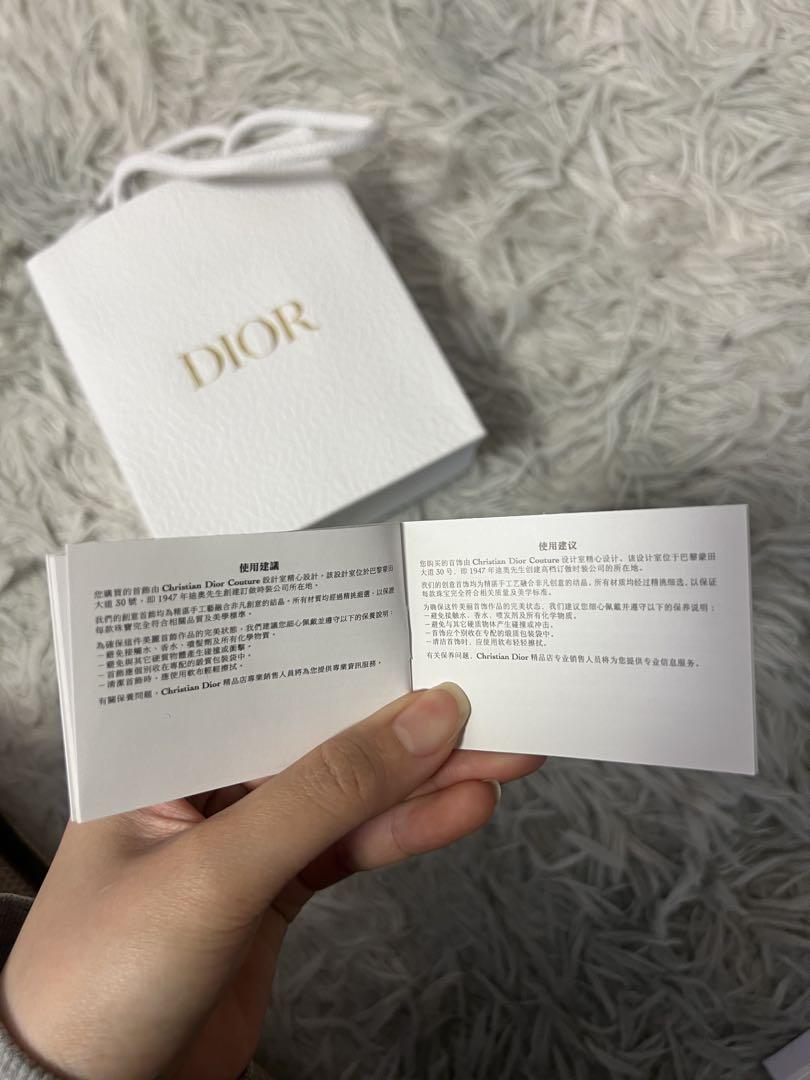 DIOR
使用建議
您購買的首飾由 Christian Dior Couture 設計室精心設計。該設計室位於巴黎蒙田
大道 30 號，即 1947 年迪奧先生創建訂做時裝公司所在地。
我們的創意首飾均為精湛手工藝融合非凡創意的結晶。所有材質均經過精挑細選，以保證
每款珠寶完全符合相關品質及美學標準。
為確保這件美麗首飾作品的完美狀態，我們建議您細心佩戴並遵守以下的保養說明：
－避免接觸水、香水、噴髮劑及所有化學物質。
－避免與其它硬質物體產生碰撞或衝擊。
－首飾應個別收在專配的緞質包裝袋中。
－清潔首飾時，應使用軟布輕輕擦拭。
有關保養問題，Christian Dior 精品店專業銷售人員將為您提供專業資訊服務。
使用建议
您购买的首饰由 Christian Dior Couture 设计室精心设计。该设计室位于巴黎蒙田
大道 30 号，即 1947 年迪奥先生创建高档订做时装公司的所在地。
我们的创意首饰均为精湛手工艺融合非凡创意的结晶。所有材质均经过精挑细选，以保证
每款珠宝完全符合相关质量及美学标准。
为确保这件美丽首饰作品的完美状态，我们建议您细心佩戴并遵守以下的保养说明：
－避免接触水、香水、喷发剂及所有化学物质。
－避免与其它硬质物体产生碰撞或冲击。
－首饰应个别收在专配的缎质包装袋中。
－清洁首饰时，应使用软布轻轻擦拭。
有关保养问题，Christian Dior 精品店专业销售人员将为您提供专业信息服务。